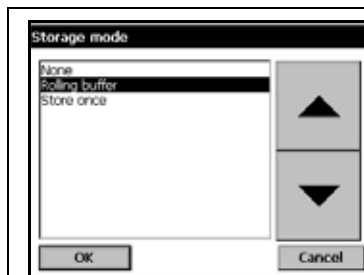 Storage mode
None
Rolling buffer
Store once
OK
Cancel